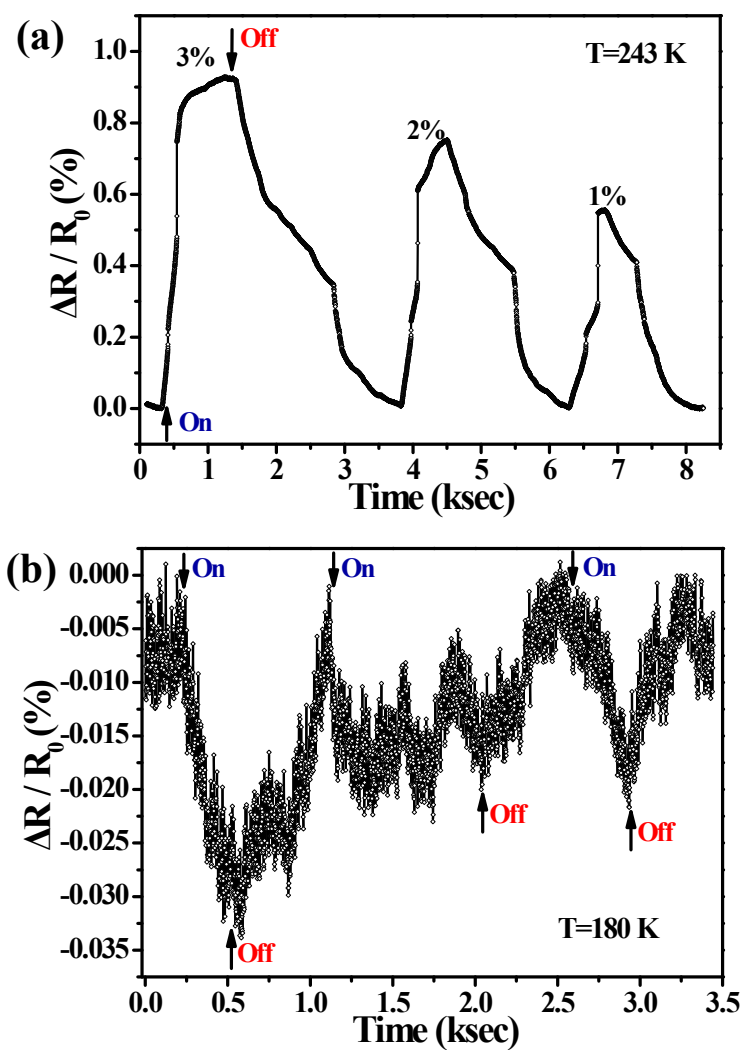 (a)
Off
3%
T=243 K
1.0
2%
0.8
1%
0.6
0.4
0.2
0.0
On
ΔR / R₀ (%)
0 1 2 3 4 5 6 7 8
Time (ksec)
(b)
On On On
0.000
-0.005
-0.010
-0.015
-0.020
-0.025
-0.030
-0.035
Off
Off
Off
T=180 K
ΔR / R₀ (%)
0.0 0.5 1.0 1.5 2.0 2.5 3.0 3.5
Time (ksec)